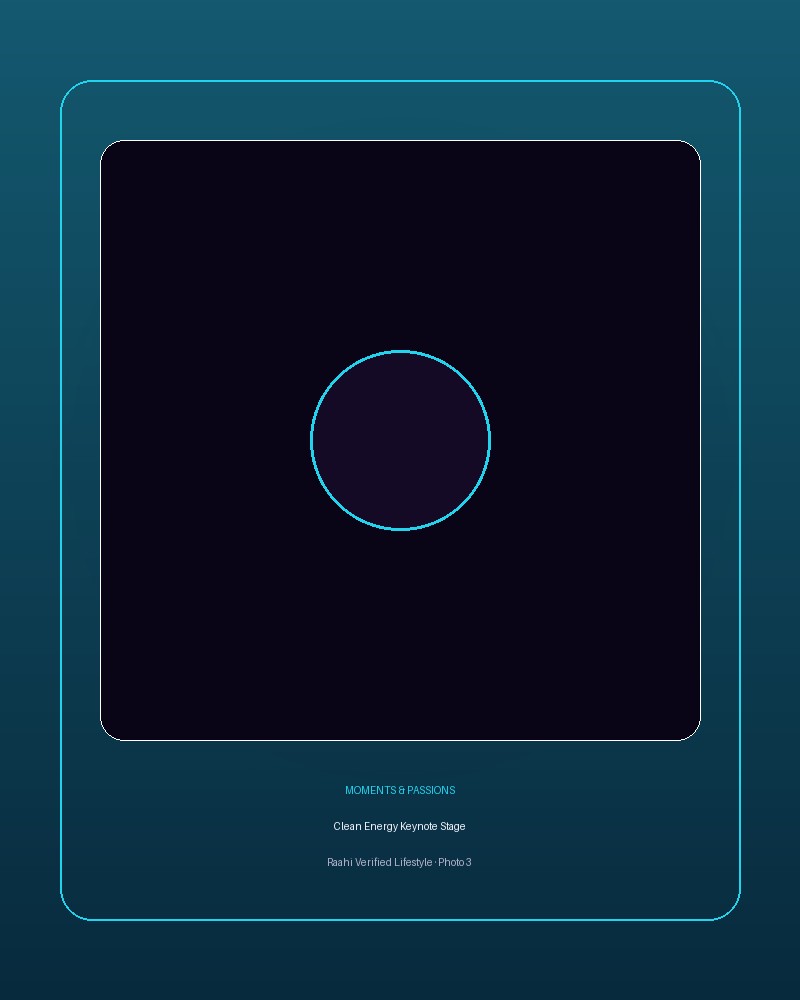 MOMENTS & PASSIONS
Clean Energy Keynote Stage
Raahi Verified Lifestyle · Photo 3